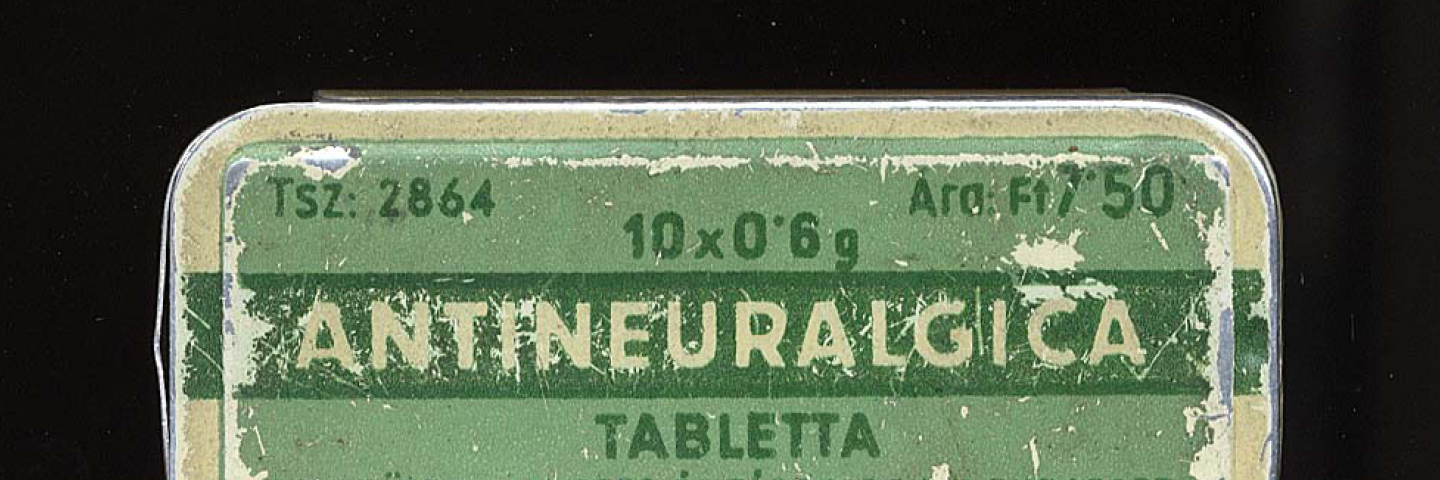 Tsz: 2864 Ára: Ft 7·50
10x0·6 g
ANTINEURALGICA
TABLETTA